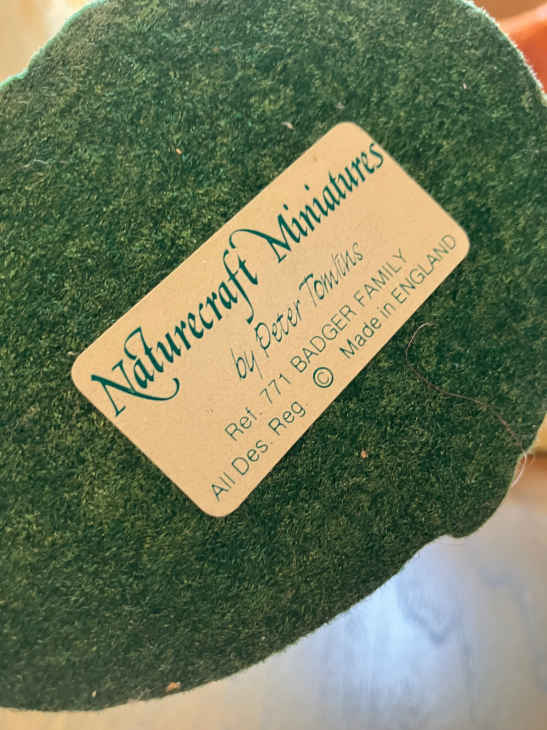 Naturecraft Miniatures
by Peter Tomlins
Ref. 771 BADGER FAMILY
All Des. Reg © Made in ENGLAND